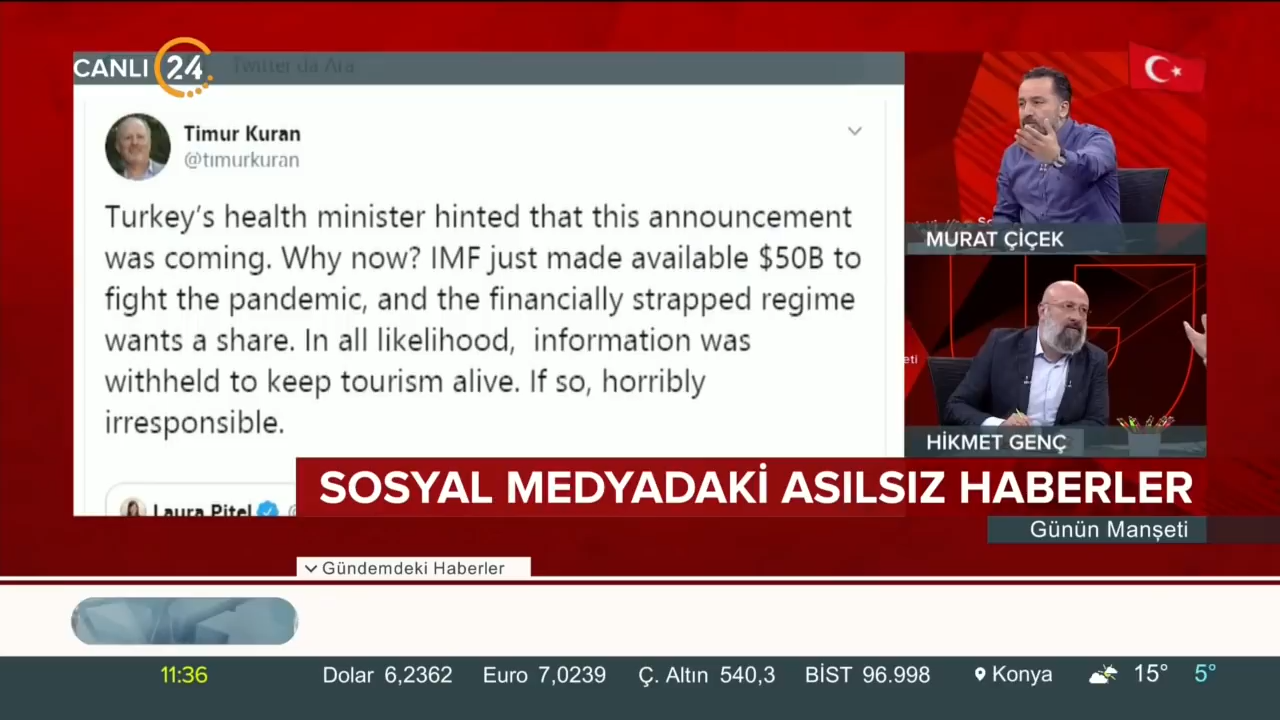 CANLI 24
Twitter'da Ara
Timur Kuran
@timurkuran
Turkey's health minister hinted that this announcement
was coming. Why now? IMF just made available $50B to
fight the pandemic, and the financially strapped regime
wants a share. In all likelihood, information was
withheld to keep tourism alive. If so, horribly
irresponsible.
Laura Pitel
MURAT ÇİÇEK
HİKMET GENÇ
SOSYAL MEDYADAKİ ASILSIZ HABERLER
Günün Manşeti
Gündemdeki Haberler
11:36 Dolar 6,2362 Euro 7,0239 Ç. Altın 540,3 BİST 96.998 Konya 15° 5°